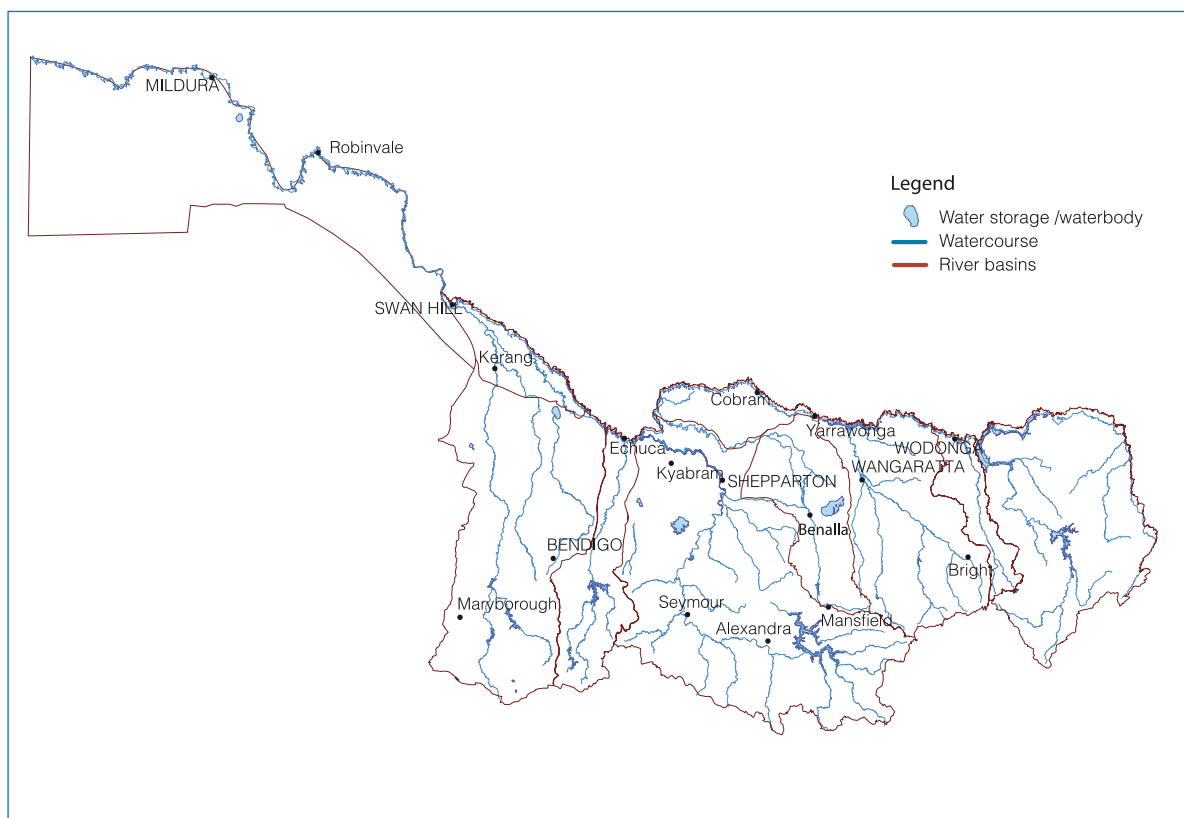 MILDURA
Robinvale
Legend
Water storage /waterbody
Watercourse
River basins
SWAN HILL
Kerang
Cobram
Yarrawonga
Echuca
WODONGA
Kyabram
WANGARATTA
SHEPPARTON
Benalla
BENDIGO
Bright
Maryborough
Seymour
Mansfield
Alexandra